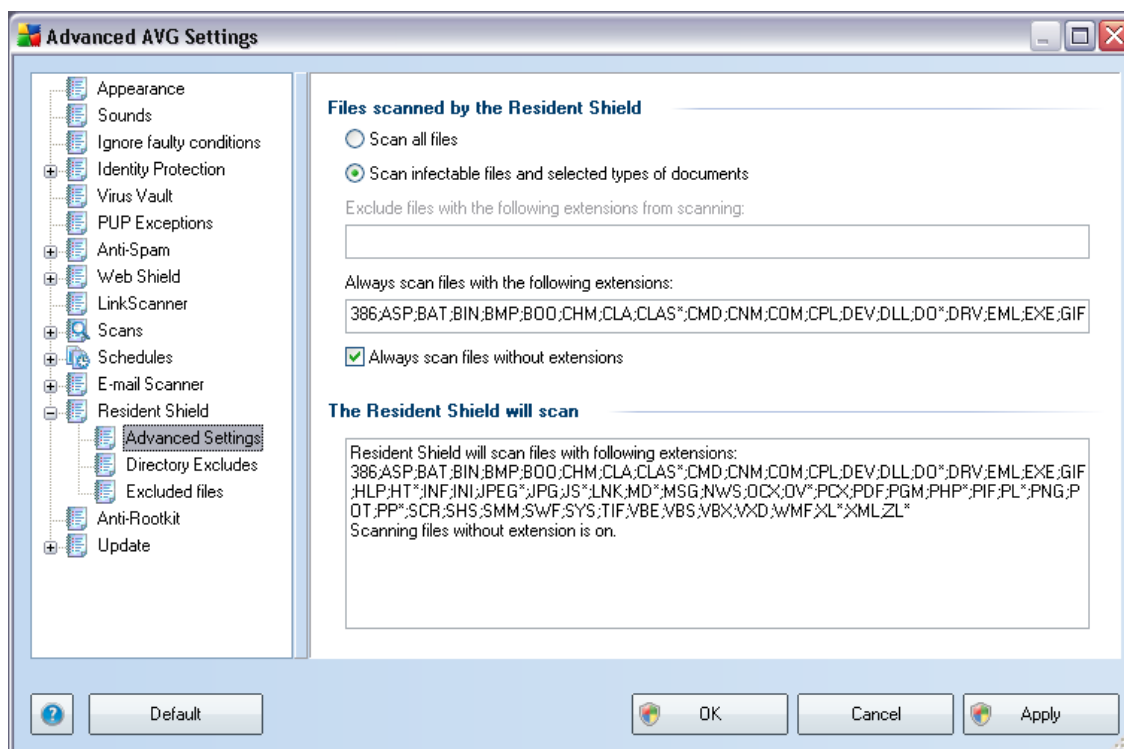 Advanced AVG Settings
Appearance
Sounds
Ignore faulty conditions
Identity Protection
Virus Vault
PUP Exceptions
Anti-Spam
Web Shield
LinkScanner
Scans
Schedules
E-mail Scanner
Resident Shield
Advanced Settings
Directory Excludes
Excluded files
Anti-Rootkit
Update
Files scanned by the Resident Shield
Scan all files
Scan infectable files and selected types of documents
Exclude files with the following extensions from scanning:
Always scan files with the following extensions:
386;ASP;BAT;BIN;BMP;BOO;CHM;CLA;CLAS*;CMD;CNM;COM;CPL;DEV;DLL;DO*;DRV;EML;EXE;GIF
Always scan files without extensions
The Resident Shield will scan
Resident Shield will scan files with following extensions:
386;ASP;BAT;BIN;BMP;BOO;CHM;CLA;CLAS*;CMD;CNM;COM;CPL;DEV;DLL;DO*;DRV;EML;EXE;GIF
;HLP;HT*;INF;INI;JPEG*;JPG;JS*;LNK;MD*;MSG;NWS;OCX;OV*;PCX;PDF;PGM;PHP*;PIF;PL*;PNG;P
OT;PP*;SCR;SHS;SMM;SWF;SYS;TIF;VBE;VBS;VBX;VXD;WMF;XL*;XML;ZL*
Scanning files without extension is on.
Default
OK
Cancel
Apply